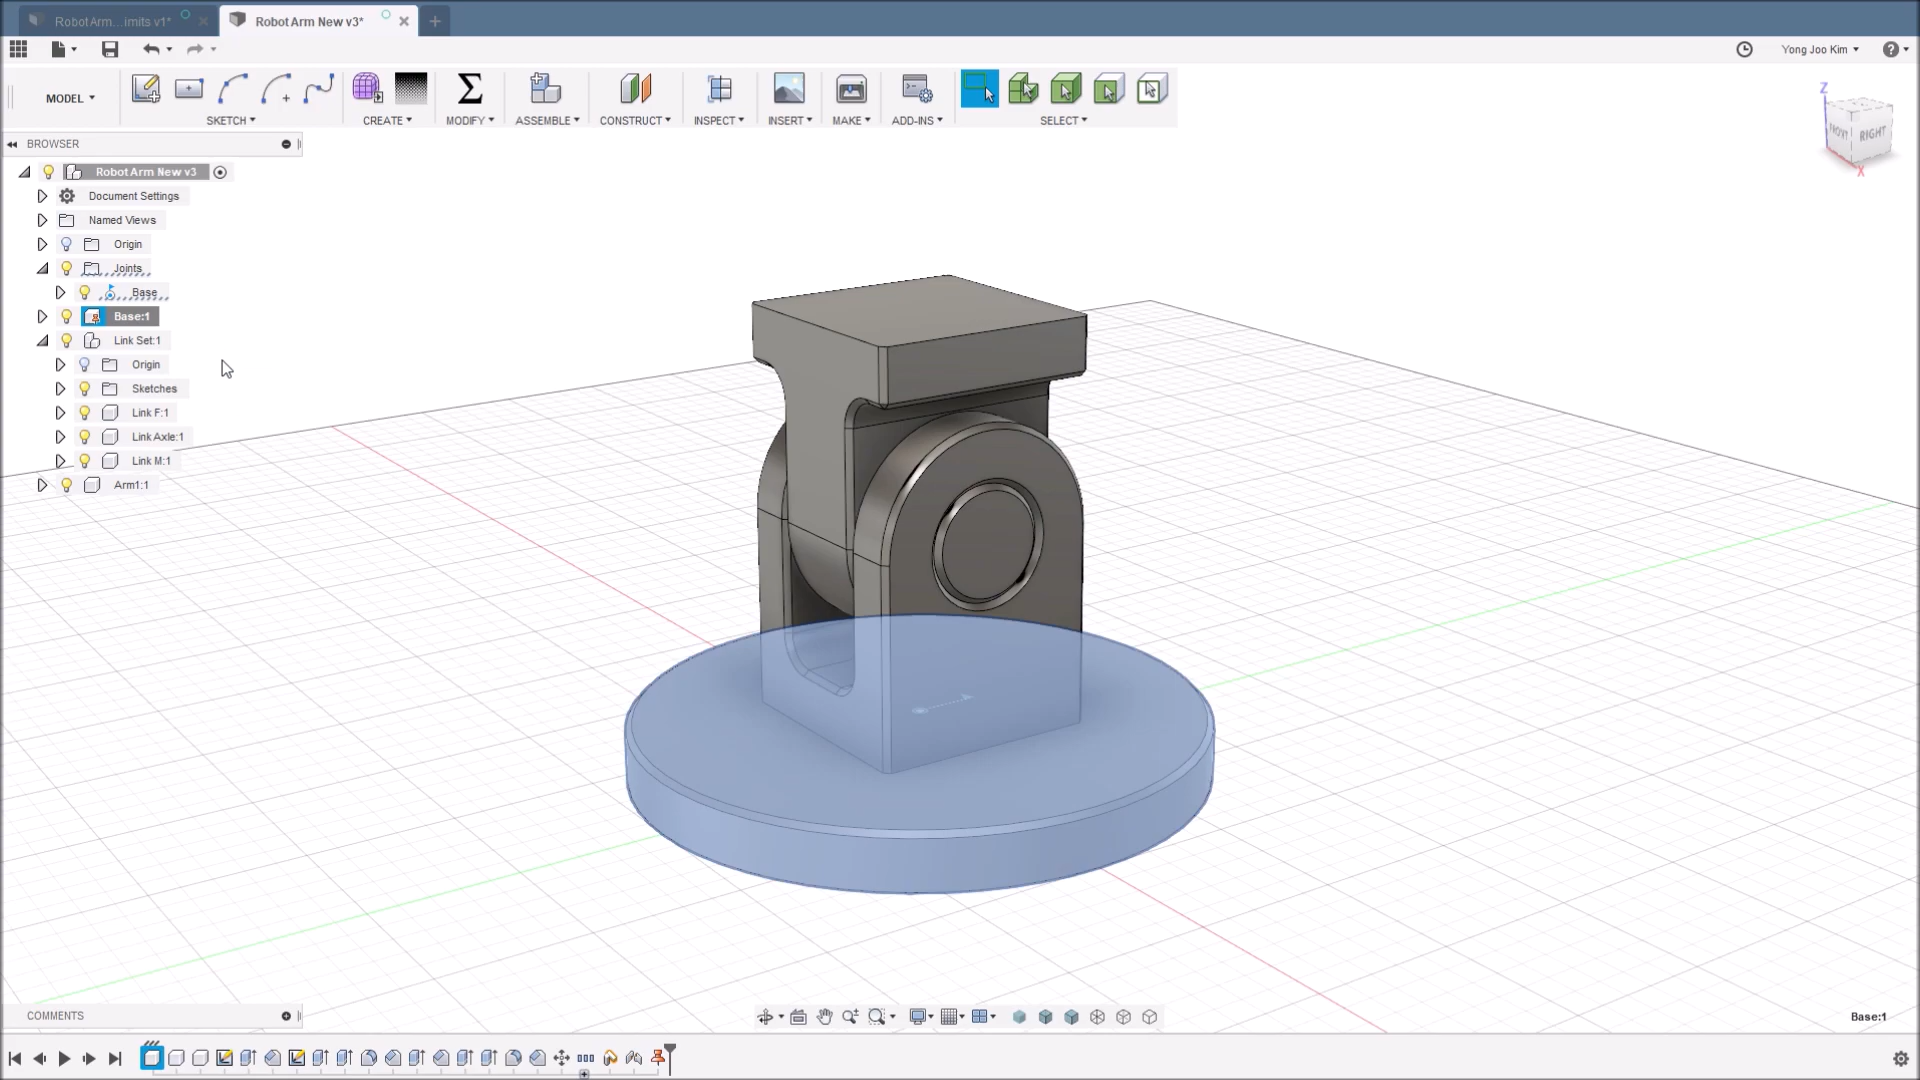 Robot Arm...imits v1*
Robot Arm New v3*
Yong Joo Kim
MODEL
SKETCH
CREATE
MODIFY
ASSEMBLE
CONSTRUCT
INSPECT
INSERT
MAKE
ADD-INS
SELECT
BROWSER
Robot Arm New v3
Document Settings
Named Views
Origin
Joints
Base
Base:1
Link Set:1
Origin
Sketches
Link F:1
Link Axle:1
Link M:1
Arm1:1
Z
FRONT
RIGHT
X
COMMENTS
Base:1